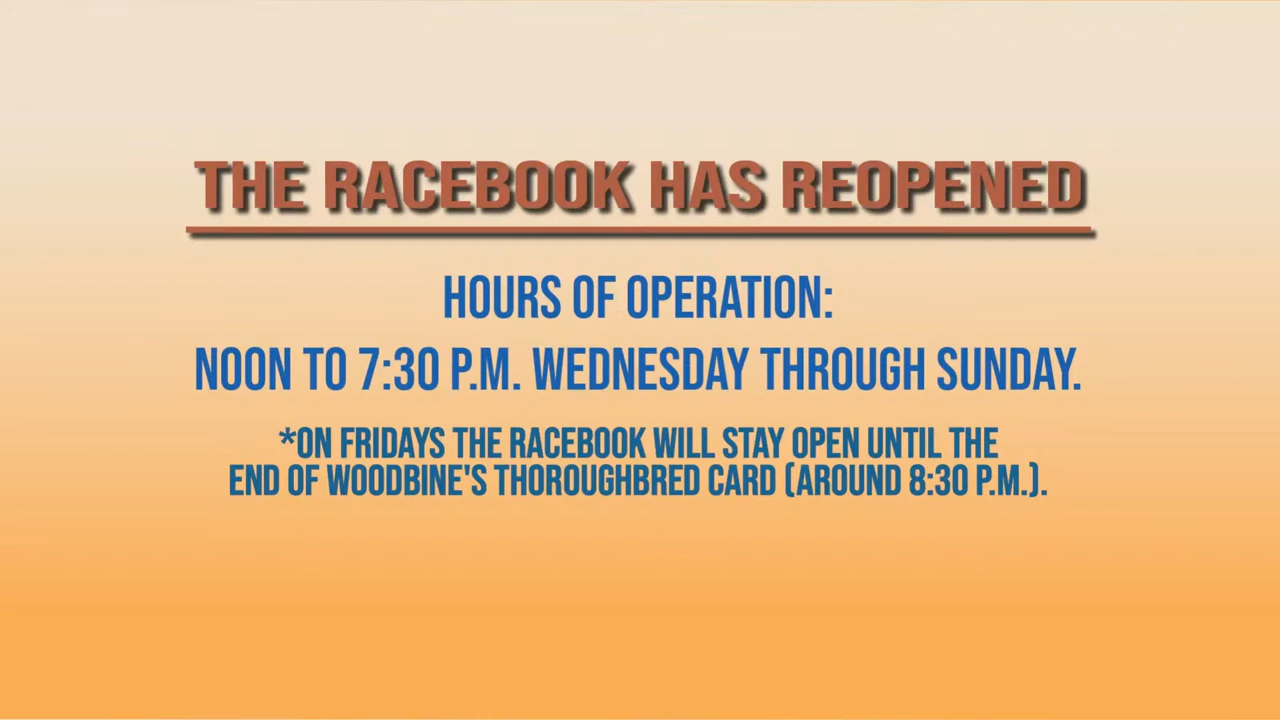 THE RACEBOOK HAS REOPENED
HOURS OF OPERATION:
NOON TO 7:30 P.M. WEDNESDAY THROUGH SUNDAY.
*ON FRIDAYS THE RACEBOOK WILL STAY OPEN UNTIL THE
END OF WOODBINE'S THOROUGHBRED CARD (AROUND 8:30 P.M.).